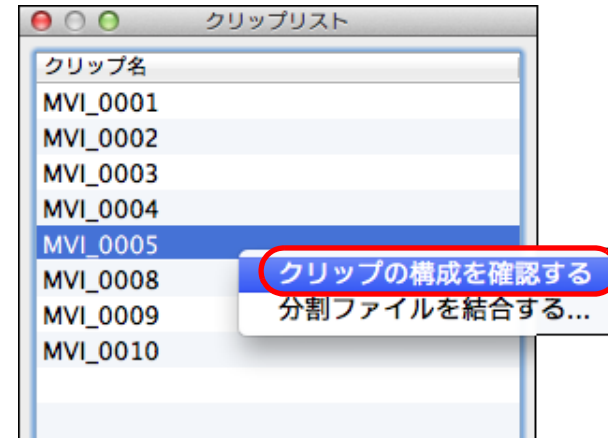 クリップリスト
クリップ名
MVI_0001
MVI_0002
MVI_0003
MVI_0004
MVI_0005
クリップの構成を確認する
MVI_0008
分割ファイルを結合する...
MVI_0009
MVI_0010